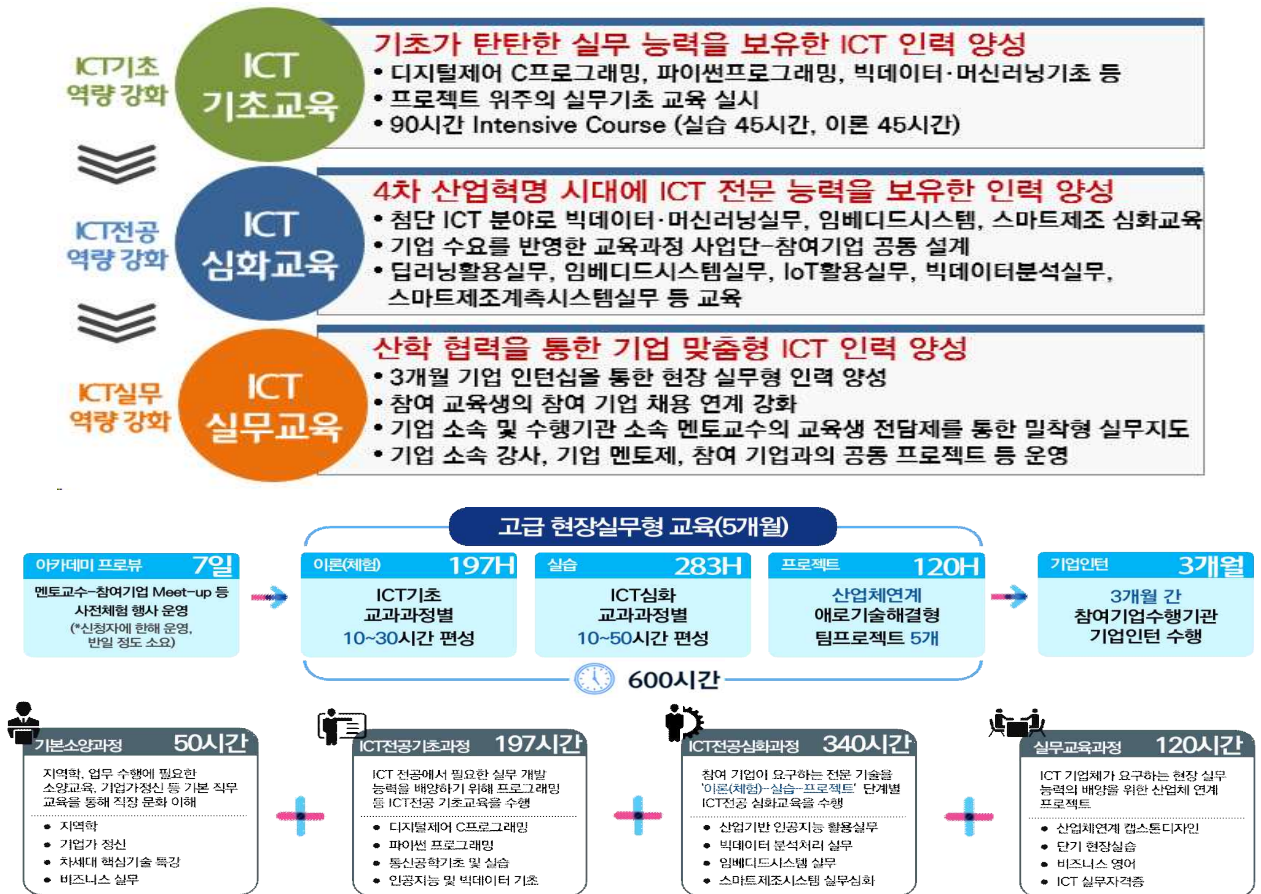 ICT기초
역량 강화
ICT
기초교육
기초가 탄탄한 실무 능력을 보유한 ICT 인력 양성
• 디지털제어 C프로그래밍, 파이썬프로그래밍, 빅데이터·머신러닝기초 등
• 프로젝트 위주의 실무기초 교육 실시
• 90시간 Intensive Course (실습 45시간, 이론 45시간)
ICT전공
역량 강화
ICT
심화교육
4차 산업혁명 시대에 ICT 전문 능력을 보유한 인력 양성
• 첨단 ICT 분야로 빅데이터·머신러닝실무, 임베디드시스템, 스마트제조 심화교육
• 기업 수요를 반영한 교육과정 사업단-참여기업 공동 설계
• 딥러닝활용실무, 임베디드시스템실무, IoT활용실무, 빅데이터분석실무,
스마트제조계측시스템실무 등 교육
ICT실무
역량 강화
ICT
실무교육
산학 협력을 통한 기업 맞춤형 ICT 인력 양성
• 3개월 기업 인턴십을 통한 현장 실무형 인력 양성
• 참여 교육생의 참여 기업 채용 연계 강화
• 기업 소속 및 수행기관 소속 멘토교수의 교육생 전담제를 통한 밀착형 실무지도
• 기업 소속 강사, 기업 멘토제, 참여 기업과의 공동 프로젝트 등 운영
고급 현장실무형 교육(5개월)
아카데미 프로뷰 7일
멘토교수-참여기업 Meet-up 등
사전체험 행사 운영
(*신청자에 한해 운영,
반일 정도 소요)
이론(체험) 197H
ICT기초
교과과정별
10~30시간 편성
실습 283H
ICT심화
교과과정별
10~50시간 편성
프로젝트 120H
산업체연계
애로기술해결형
팀프로젝트 5개
기업인턴 3개월
3개월 간
참여기업수행기관
기업인턴 수행
600시간
기본소양과정 50시간
지역학, 업무 수행에 필요한
소양교육, 기업가정신 등 기본 직무
교육을 통해 직장 문화 이해
• 지역학
• 기업가 정신
• 차세대 핵심기술 특강
• 비즈니스 실무
ICT전공기초과정 197시간
ICT 전공에서 필요한 실무 개발
능력을 배양하기 위해 프로그래밍
등 ICT전공 기초교육을 수행
• 디지털제어 C프로그래밍
• 파이썬 프로그래밍
• 통신공학기초 및 실습
• 인공지능 및 빅데이터 기초
ICT전공심화과정 340시간
참여 기업이 요구하는 전문 기술을
'이론(체험)-실습-프로젝트' 단계별
ICT전공 심화교육을 수행
• 산업기반 인공지능 활용실무
• 빅데이터 분석처리 실무
• 임베디드시스템 실무
• 스마트제조시스템 실무심화
실무교육과정 120시간
ICT 기업체가 요구하는 현장 실무
능력의 배양을 위한 산업체 연계
프로젝트
• 산업체연계 캡스톤디자인
• 단기 현장실습
• 비즈니스 영어
• ICT 실무자격증